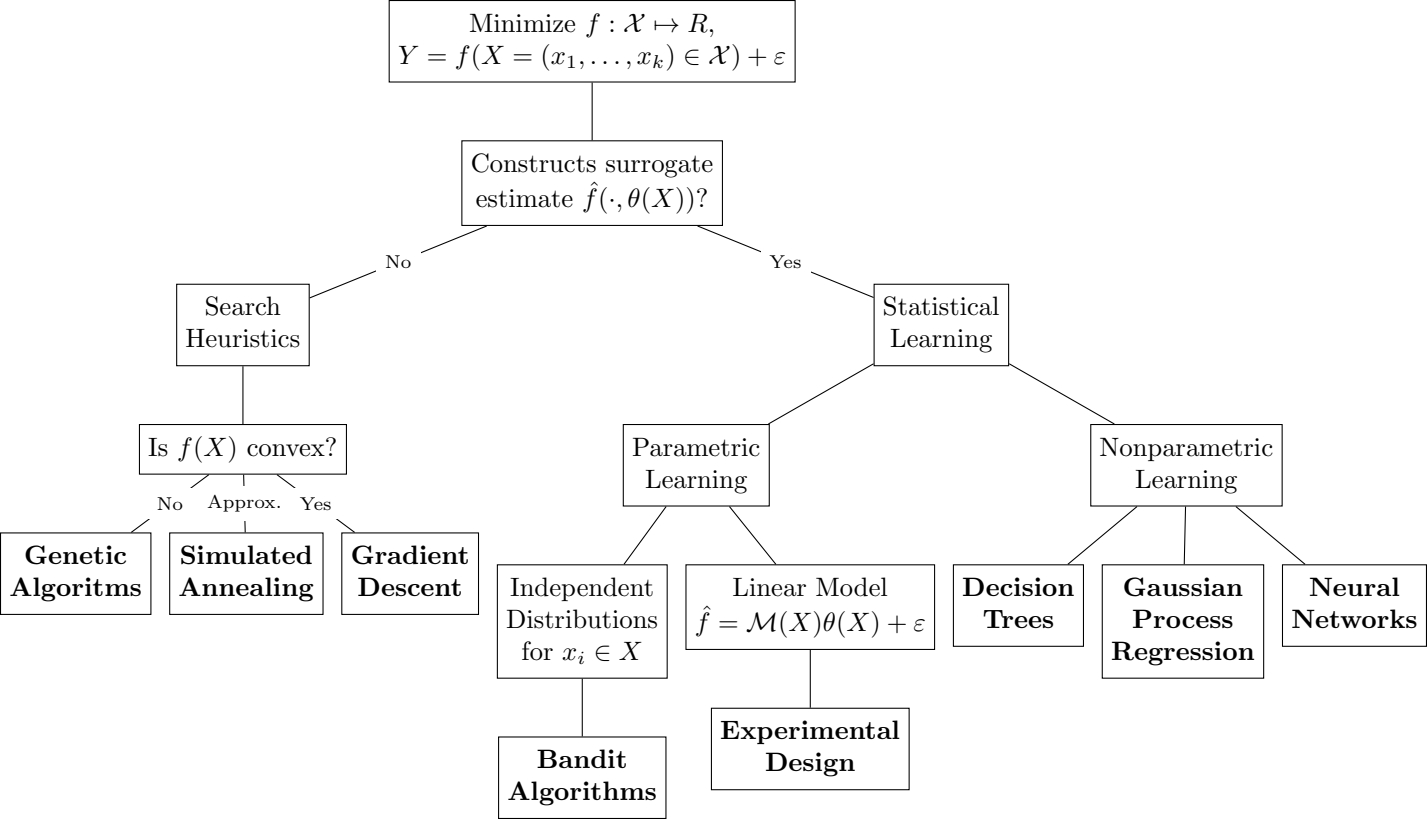 Minimize f : 𝒳 ↦ R,
Y = f(X = (x₁, …, xₖ) ∈ 𝒳) + ε
Constructs surrogate
estimate f̂(·, θ(X))?
No
Yes
Search
Heuristics
Statistical
Learning
Is f(X) convex?
No
Approx.
Yes
Genetic
Algoritms
Simulated
Annealing
Gradient
Descent
Parametric
Learning
Nonparametric
Learning
Independent
Distributions
for xᵢ ∈ X
Linear Model
f̂ = ℳ(X)θ(X) + ε
Decision
Trees
Gaussian
Process
Regression
Neural
Networks
Bandit
Algorithms
Experimental
Design